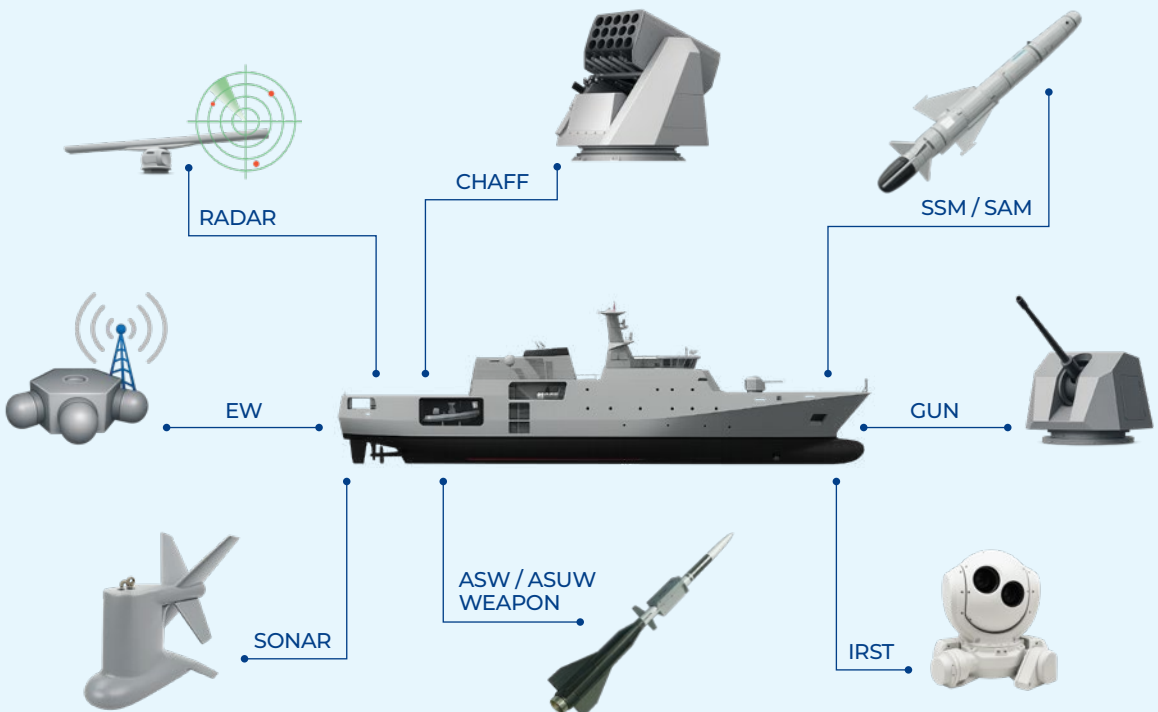 CHAFF
RADAR
SSM / SAM
EW
GUN
ASW / ASUW
WEAPON
SONAR
IRST